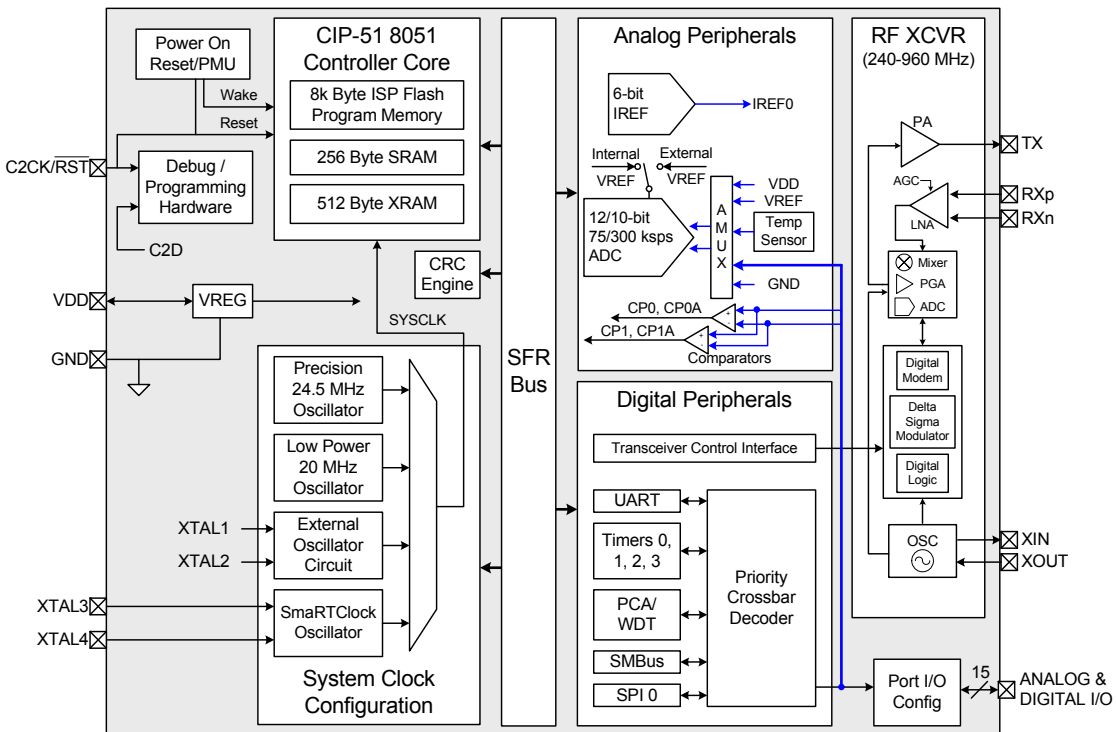 Power On
Reset/PMU
Wake
Reset
C2CK/RST
Debug /
Programming
Hardware
C2D
VDD
VREG
GND
CIP-51 8051
Controller Core
8k Byte ISP Flash
Program Memory
256 Byte SRAM
512 Byte XRAM
CRC
Engine
SYSCLK
Precision
24.5 MHz
Oscillator
Low Power
20 MHz
Oscillator
XTAL1
XTAL2
External
Oscillator
Circuit
XTAL3
XTAL4
SmaRTClock
Oscillator
System Clock
Configuration
SFR
Bus
Analog Peripherals
6-bit
IREF
IREF0
Internal
VREF
External
VREF
12/10-bit
75/300 ksps
ADC
A
M
U
X
VDD
VREF
Temp
Sensor
GND
CP0, CP0A
+
-
CP1, CP1A
+
-
Comparators
Digital Peripherals
Transceiver Control Interface
UART
Timers 0,
1, 2, 3
PCA/
WDT
SMBus
SPI 0
Priority
Crossbar
Decoder
RF XCVR
(240-960 MHz)
PA
TX
AGC
LNA
RXp
RXn
Mixer
PGA
ADC
Digital
Modem
Delta
Sigma
Modulator
Digital
Logic
OSC
XIN
XOUT
Port I/O
Config
15
ANALOG &
DIGITAL I/O